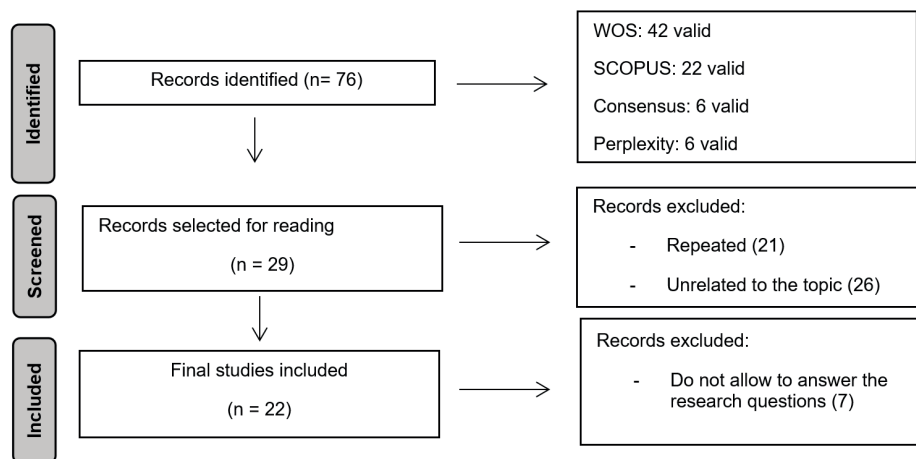 Identified
Records identified (n= 76)
WOS: 42 valid
SCOPUS: 22 valid
Consensus: 6 valid
Perplexity: 6 valid
Screened
Records selected for reading
(n = 29)
Records excluded:
- Repeated (21)
- Unrelated to the topic (26)
Included
Final studies included
(n = 22)
Records excluded:
- Do not allow to answer the
research questions (7)